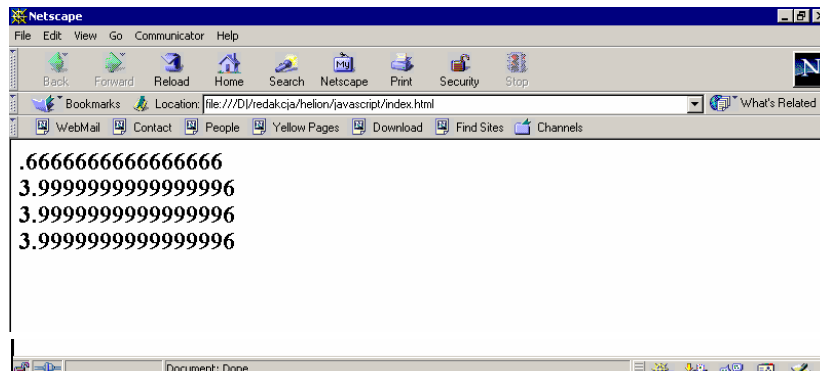 Netscape
File Edit View Go Communicator Help
My
Back Forward Reload Home Search Netscape Print Security Stop
N
Bookmarks Location: file:///D|/redakcja/helion/javascript/index.html What's Related
WebMail Contact People Yellow Pages Download Find Sites Channels
.6666666666666666
3.9999999999999996
3.9999999999999996
3.9999999999999996
Document: Done